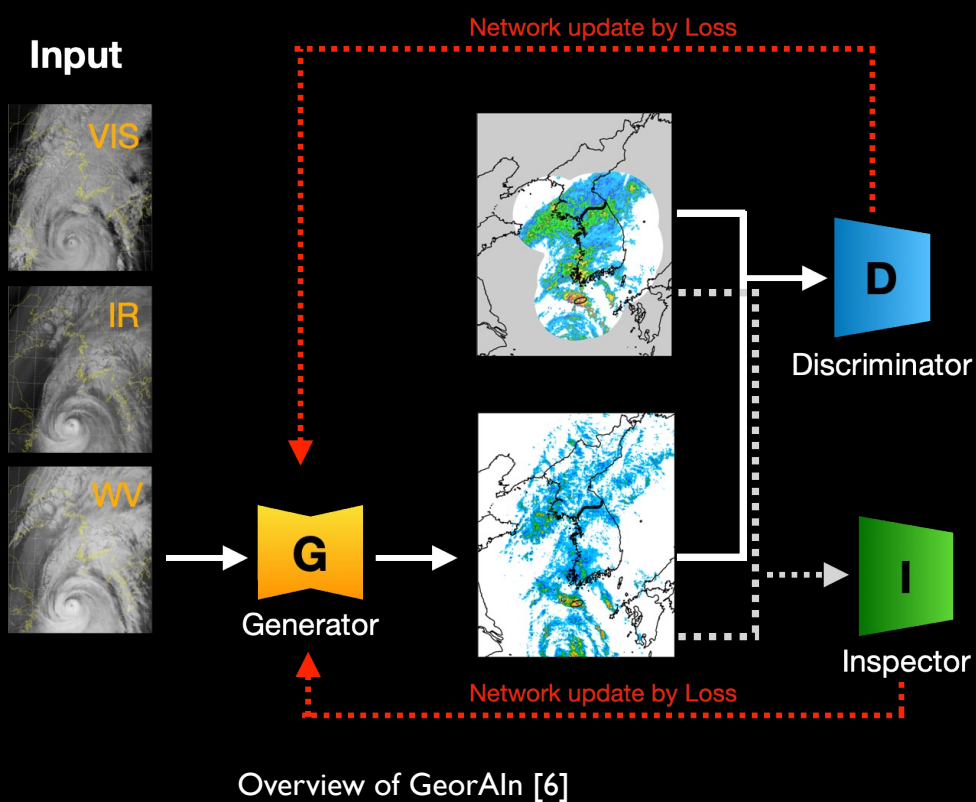 Network update by Loss
Input
VIS
IR
WV
D
Discriminator
G
Generator
I
Inspector
Network update by Loss
Overview of GeorAIn [6]